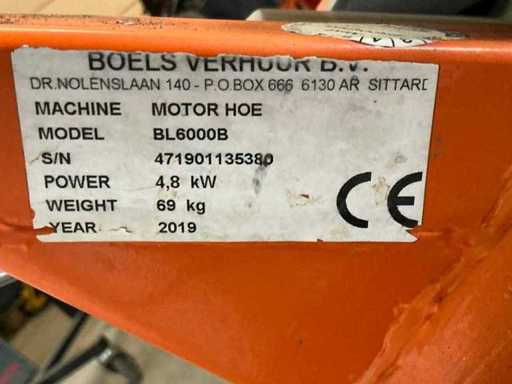 BOELS VERHUUR B.V.
DR.NOLENSLAAN 140 - P.O.BOX 666 6130 AR SITTARD
MACHINE MOTOR HOE
MODEL BL6000B
S/N 471901135380
POWER 4,8 kW
WEIGHT 69 kg
YEAR 2019
CE